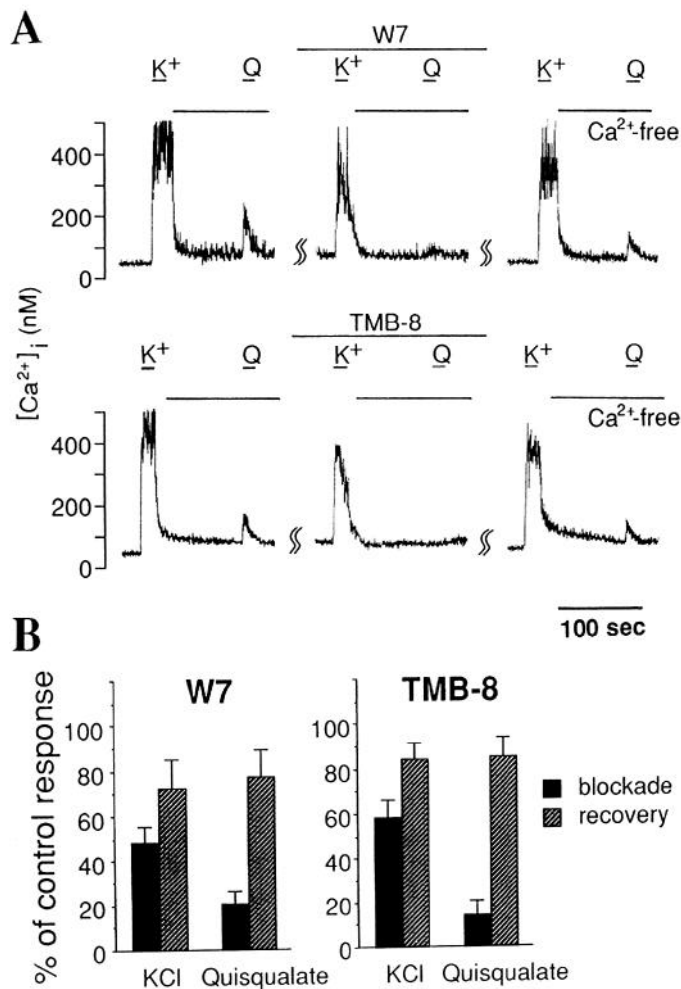 A
W7
K+ Q K+ Q K+ Q
Ca2+-free
400
200
0
[Ca2+]i (nM)
TMB-8
K+ Q K+ Q K+ Q
Ca2+-free
400
200
0
100 sec
B
W7
TMB-8
% of control response
100
80
60
40
20
0
KCl Quisqualate
100
80
60
40
20
0
KCl Quisqualate
blockade
recovery